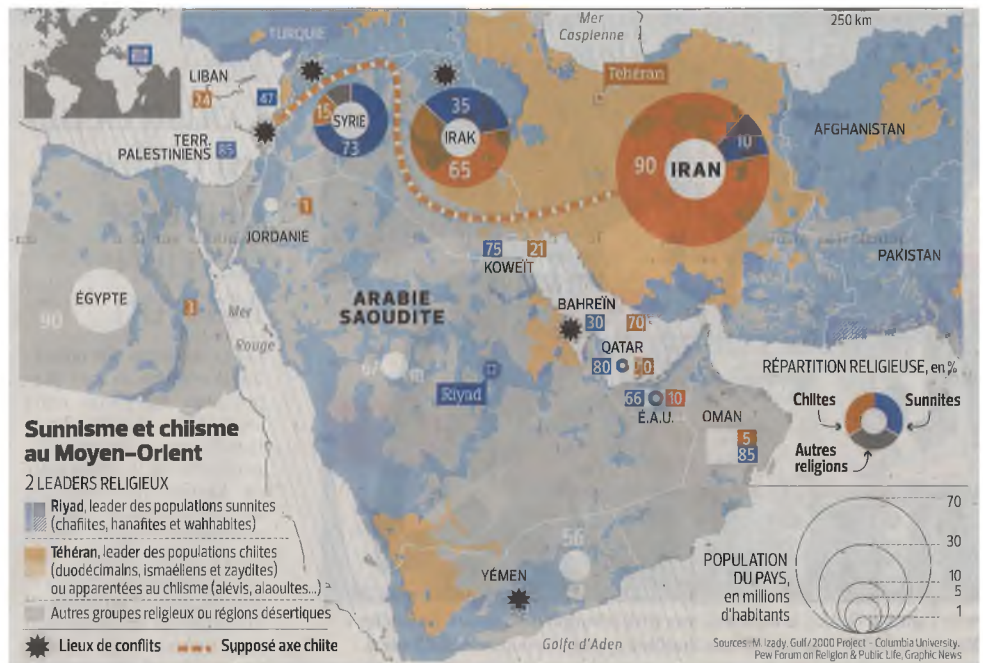 TURQUIE
Mer
Caspienne
250 km
LIBAN
24
47
15
SYRIE
73
35
IRAK
65
Téhéran
90
IRAN
10
AFGHANISTAN
TERR.
PALESTINIENS
85
1
JORDANIE
75
21
KOWEÏT
PAKISTAN
ÉGYPTE
90
1
Mer
Rouge
ARABIE
SAOUDITE
Riyad
BAHREÏN
30
70
QATAR
80
66
10
É.A.U.
OMAN
5
85
RÉPARTITION RELIGIEUSE, en %
Chiites
Sunnites
Autres
religions
Sunnisme et chiisme
au Moyen-Orient
2 LEADERS RELIGIEUX
Riyad, leader des populations sunnites
(chafiites, hanafites et wahhabites)
Téhéran, leader des populations chiites
(duodécimains, ismaéliens et zaydites)
ou apparentées au chiisme (alévis, alaouites...)
Autres groupes religieux ou régions désertiques
Lieux de conflits
Supposé axe chiite
56
YÉMEN
Golfe d'Aden
POPULATION
DU PAYS,
en millions
d'habitants
70
30
10
5
1
Sources : M. Izady, Gulf/2000 Project - Columbia University,
Pew Forum on Religion & Public Life, Graphic News